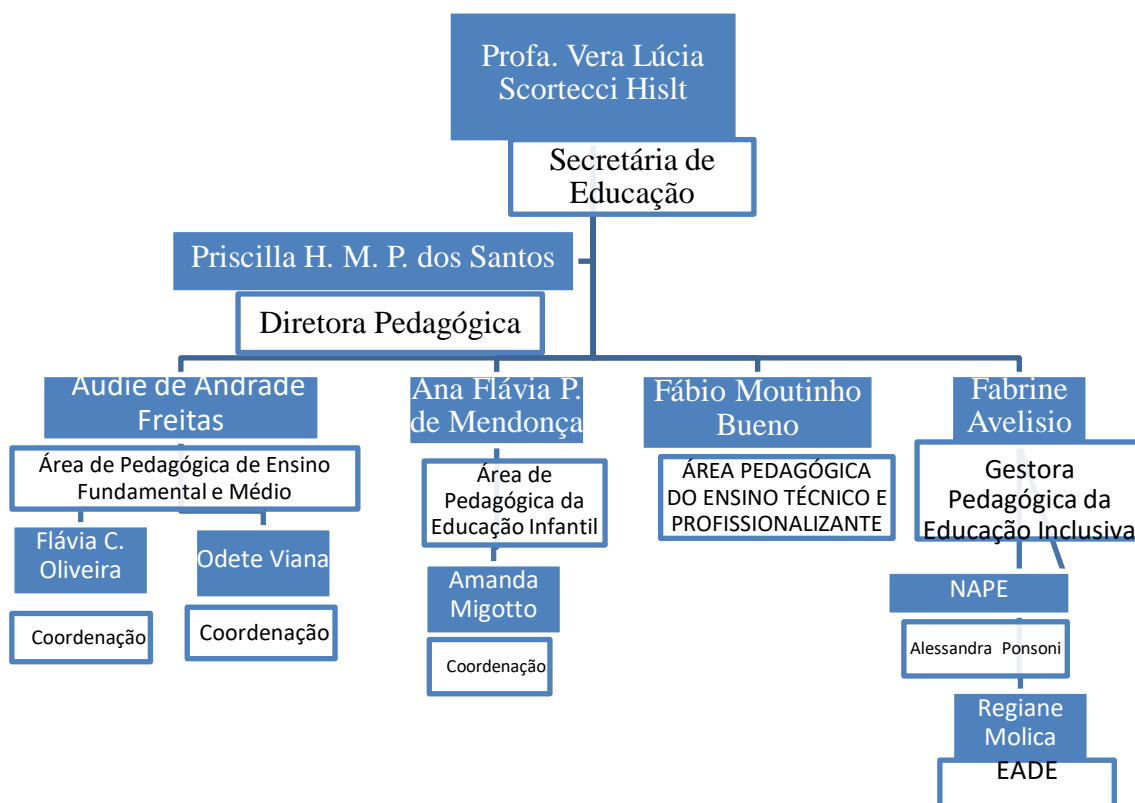 Profa. Vera Lúcia
Scortecci Hislt
Secretária de
Educação
Priscilla H. M. P. dos Santos
Diretora Pedagógica
Audie de Andrade
Freitas
Área de Pedagógica de Ensino
Fundamental e Médio
Flávia C.
Oliveira
Coordenação
Odete Viana
Coordenação
Ana Flávia P.
de Mendonça
Área de
Pedagógica da
Educação Infantil
Amanda
Migotto
Coordenação
Fábio Moutinho
Bueno
ÁREA PEDAGÓGICA
DO ENSINO TÉCNICO E
PROFISSIONALIZANTE
Fabrine
Avelisio
Gestora
Pedagógica da
Educação Inclusiva
NAPE
Alessandra Ponsoni
Regiane
Molica
EADE